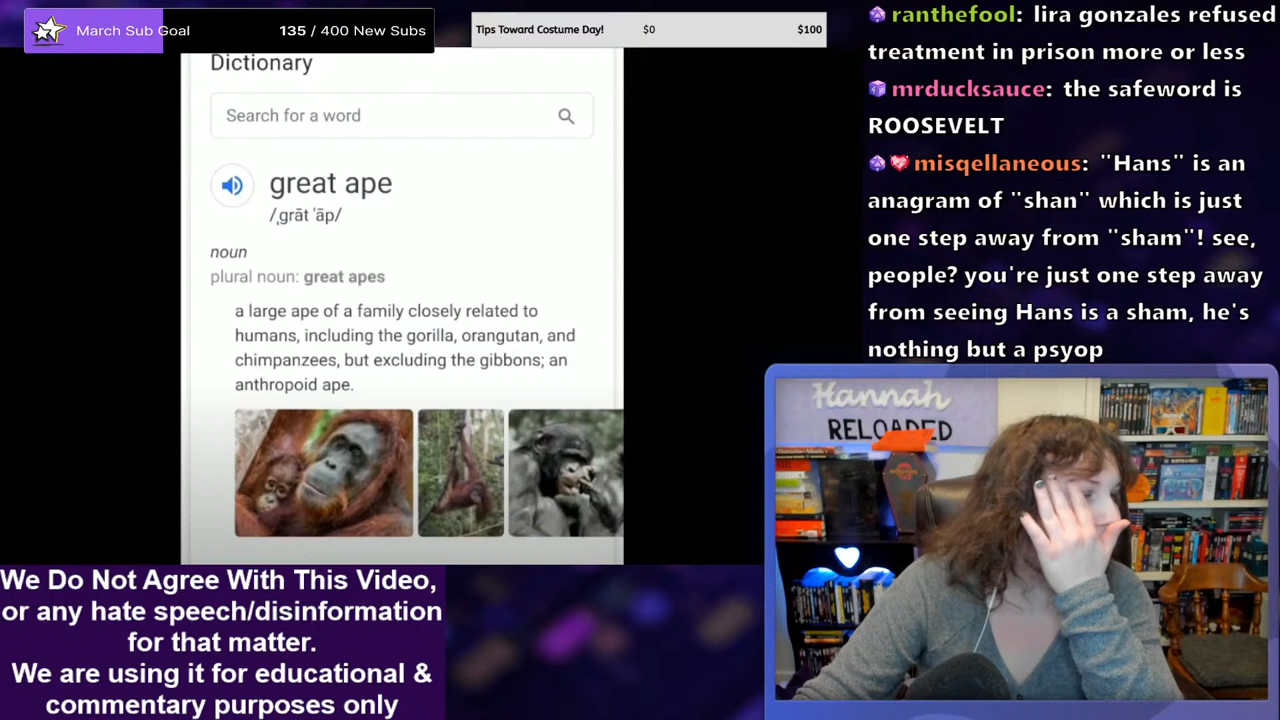 March Sub Goal
135 / 400 New Subs
Tips Toward Costume Day!
$0
$100
Dictionary
Search for a word
great ape
/ˌɡrāt ˈāp/
noun
plural noun: great apes
a large ape of a family closely related to
humans, including the gorilla, orangutan, and
chimpanzees, but excluding the gibbons; an
anthropoid ape.
We Do Not Agree With This Video,
or any hate speech/disinformation
for that matter.
We are using it for educational &
commentary purposes only
ranthefool: lira gonzales refused
treatment in prison more or less
mrducksauce: the safeword is
ROOSEVELT
misqellaneous: "Hans" is an
anagram of "shan" which is just
one step away from "sham"! see,
people? you're just one step away
from seeing Hans is a sham, he's
nothing but a psyop
Hannah
RELOADED